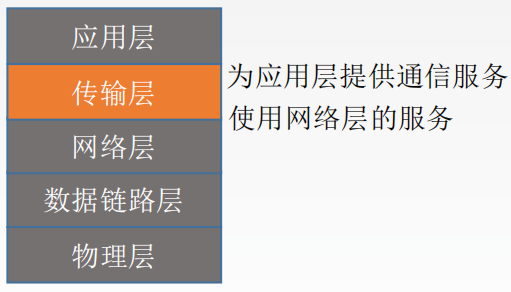 应用层
传输层
为应用层提供通信服务
使用网络层的服务
网络层
数据链路层
物理层